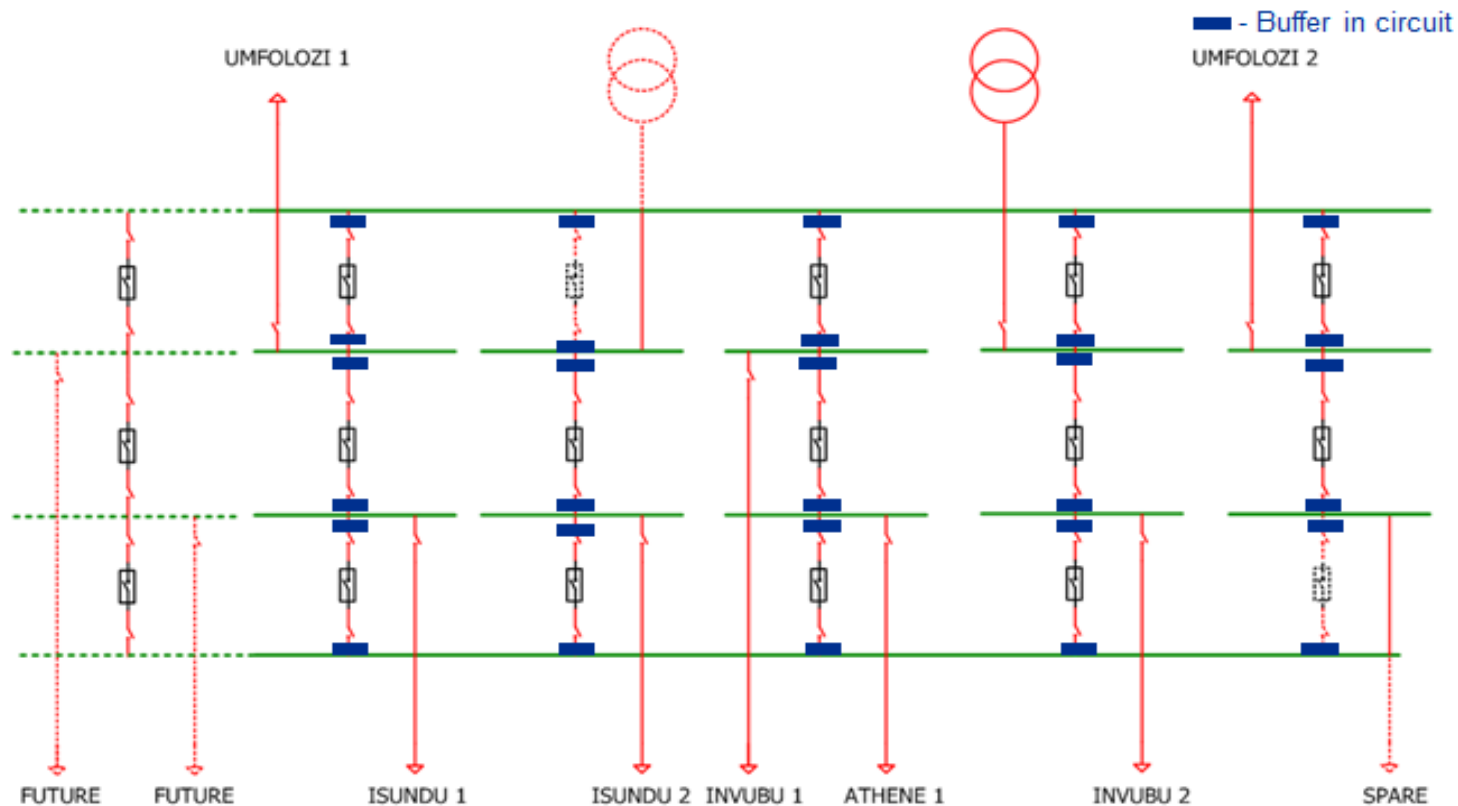 - Buffer in circuit
UMFOLOZI 1
UMFOLOZI 2
FUTURE
FUTURE
ISUNDU 1
ISUNDU 2
INVUBU 1
ATHENE 1
INVUBU 2
SPARE